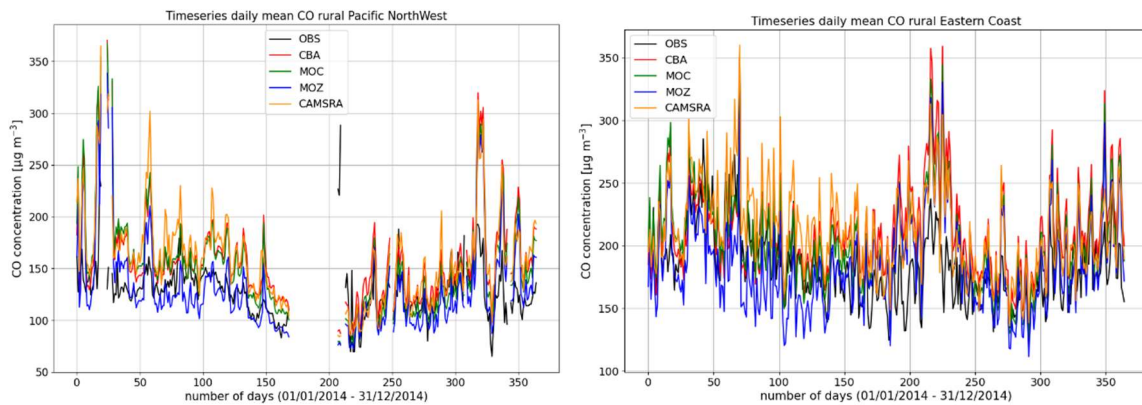 Timeseries daily mean CO rural Pacific NorthWest
OBS
CBA
MOC
MOZ
CAMSRA
CO concentration [µg m⁻³]
350
300
250
200
150
100
50
0 50 100 150 200 250 300 350
number of days (01/01/2014 - 31/12/2014)
Timeseries daily mean CO rural Eastern Coast
OBS
CBA
MOC
MOZ
CAMSRA
CO concentration [µg m⁻³]
350
300
250
200
150
100
0 50 100 150 200 250 300 350
number of days (01/01/2014 - 31/12/2014)